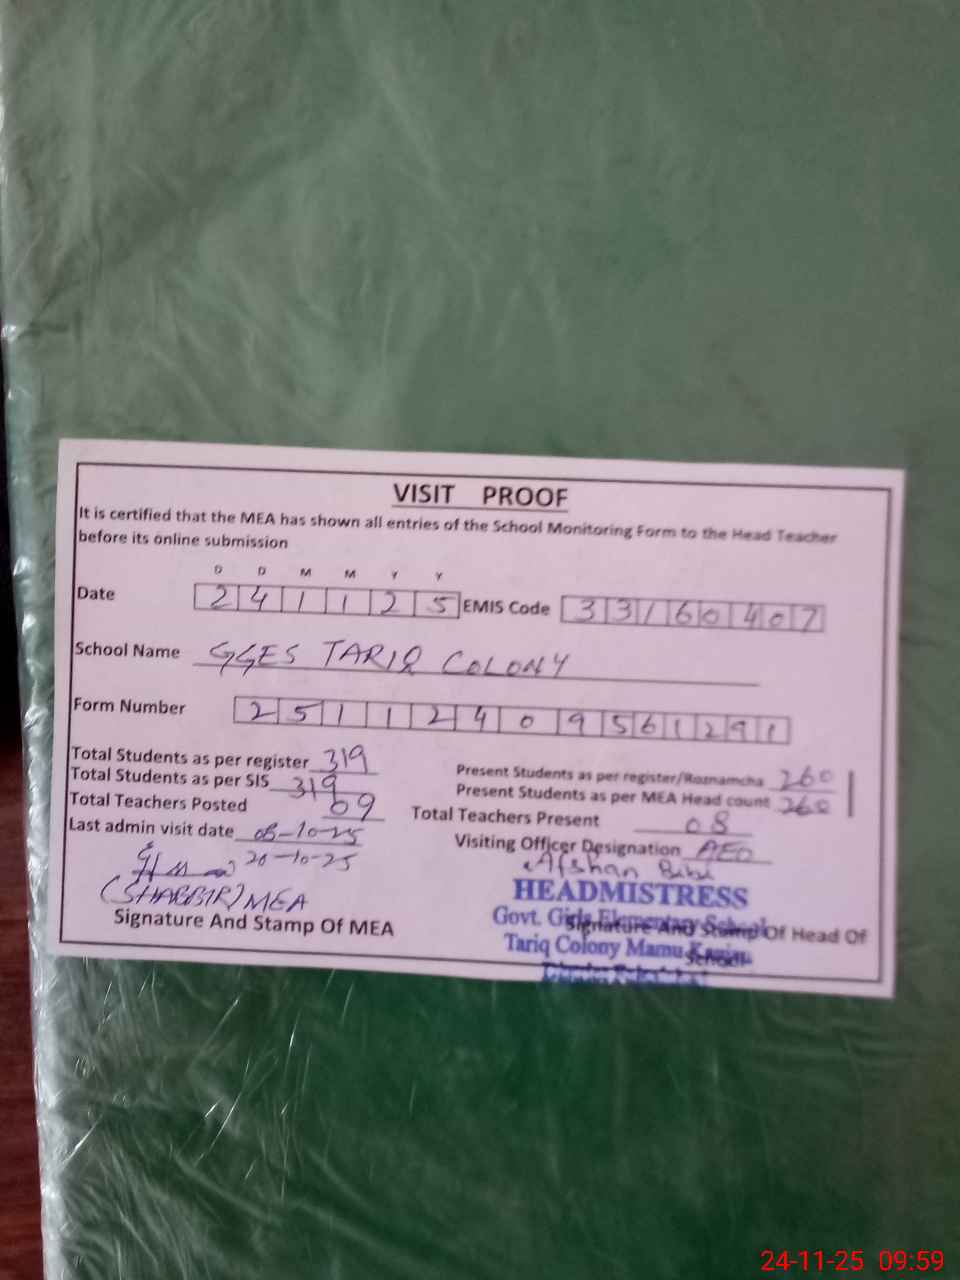 VISIT PROOF
It is certified that the MEA has shown all entries of the School Monitoring Form to the Head Teacher
before its online submission
D D M M Y Y
Date 2 4 1 1 2 5 EMIS Code 3 3 1 6 0 4 0 7
School Name GGES TARIQ COLONY
Form Number 2 5 1 1 2 4 0 9 5 6 1 2 9 1
Total Students as per register 319
Total Students as per SIS 319
Total Teachers Posted 09
Last admin visit date 08-10-25
20-10-25
Present Students as per register/Roznamcha 260
Present Students as per MEA Head count 260
Total Teachers Present 08
Visiting Officer Designation AEO
(SHABBIR) MEA
Signature And Stamp Of MEA
Afshan Bibi
HEADMISTRESS
Govt. Girls Elementary School
Signature And Stamp Of Head Of
Tariq Colony Mamu Kanjan
School
24-11-25 09:59